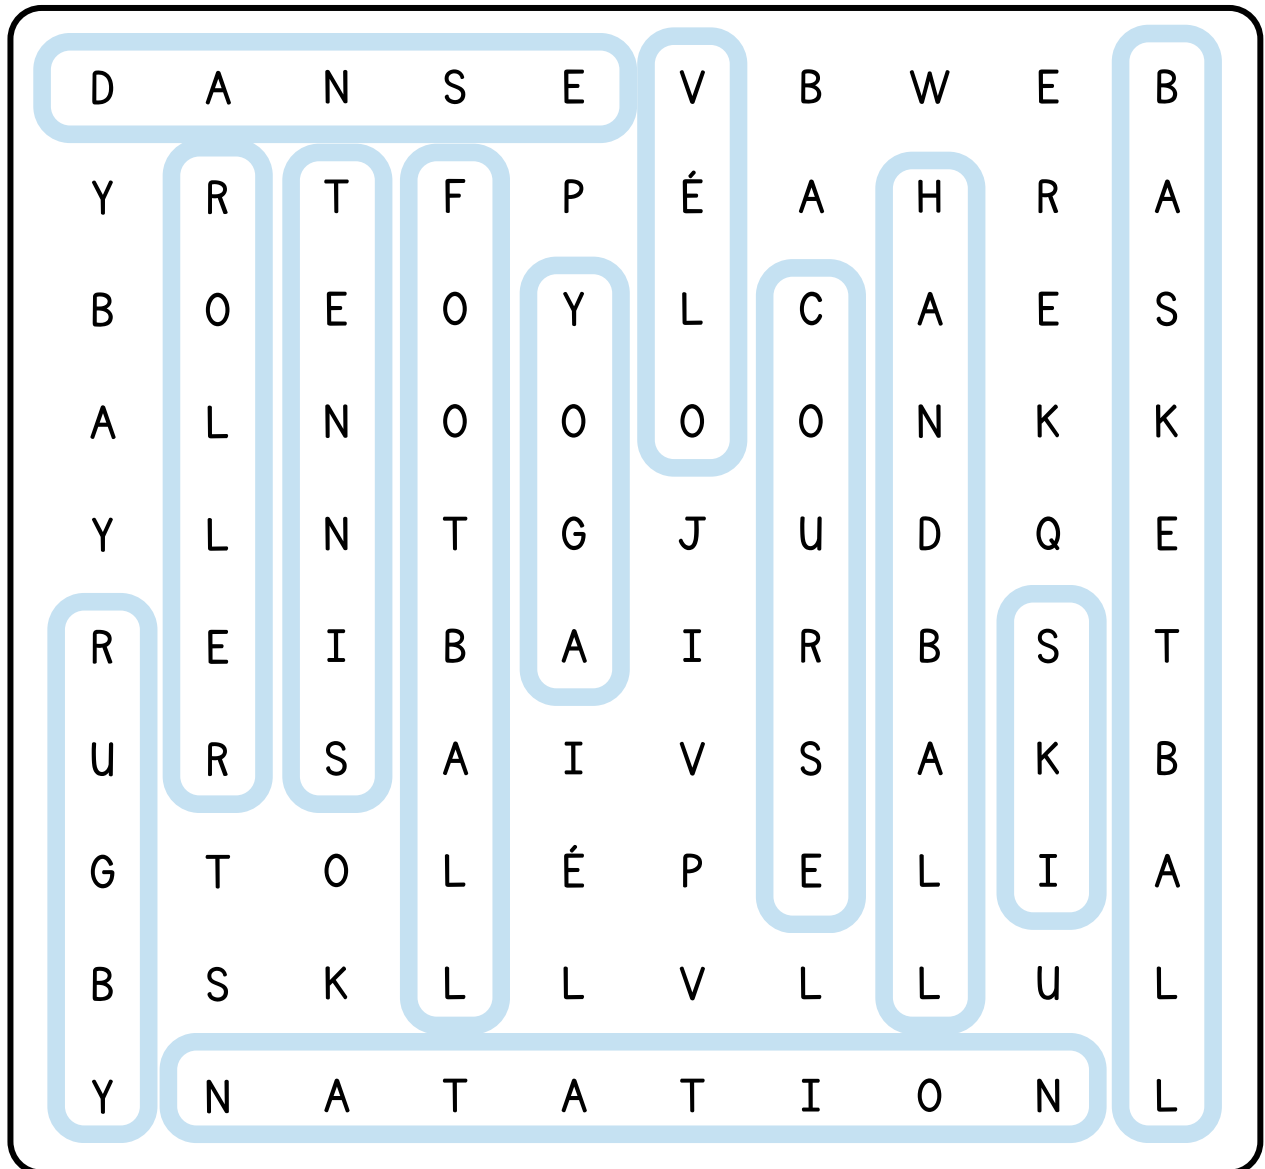 D A N S E V B W E B
Y R T F P É A H R A
B O E O Y L C A E S
A L N O O O O N K K
Y L N T G J U D Q E
R E I B A I R B S T
U R S A I V S A K B
G T O L É P E L I A
B S K L L V L L U L
Y N A T A T I O N L